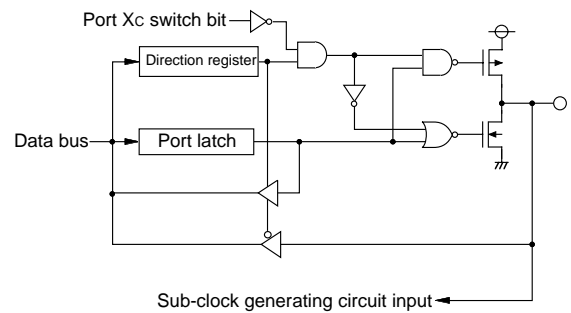 Port XC switch bit
Direction register
Data bus
Port latch
Sub-clock generating circuit input